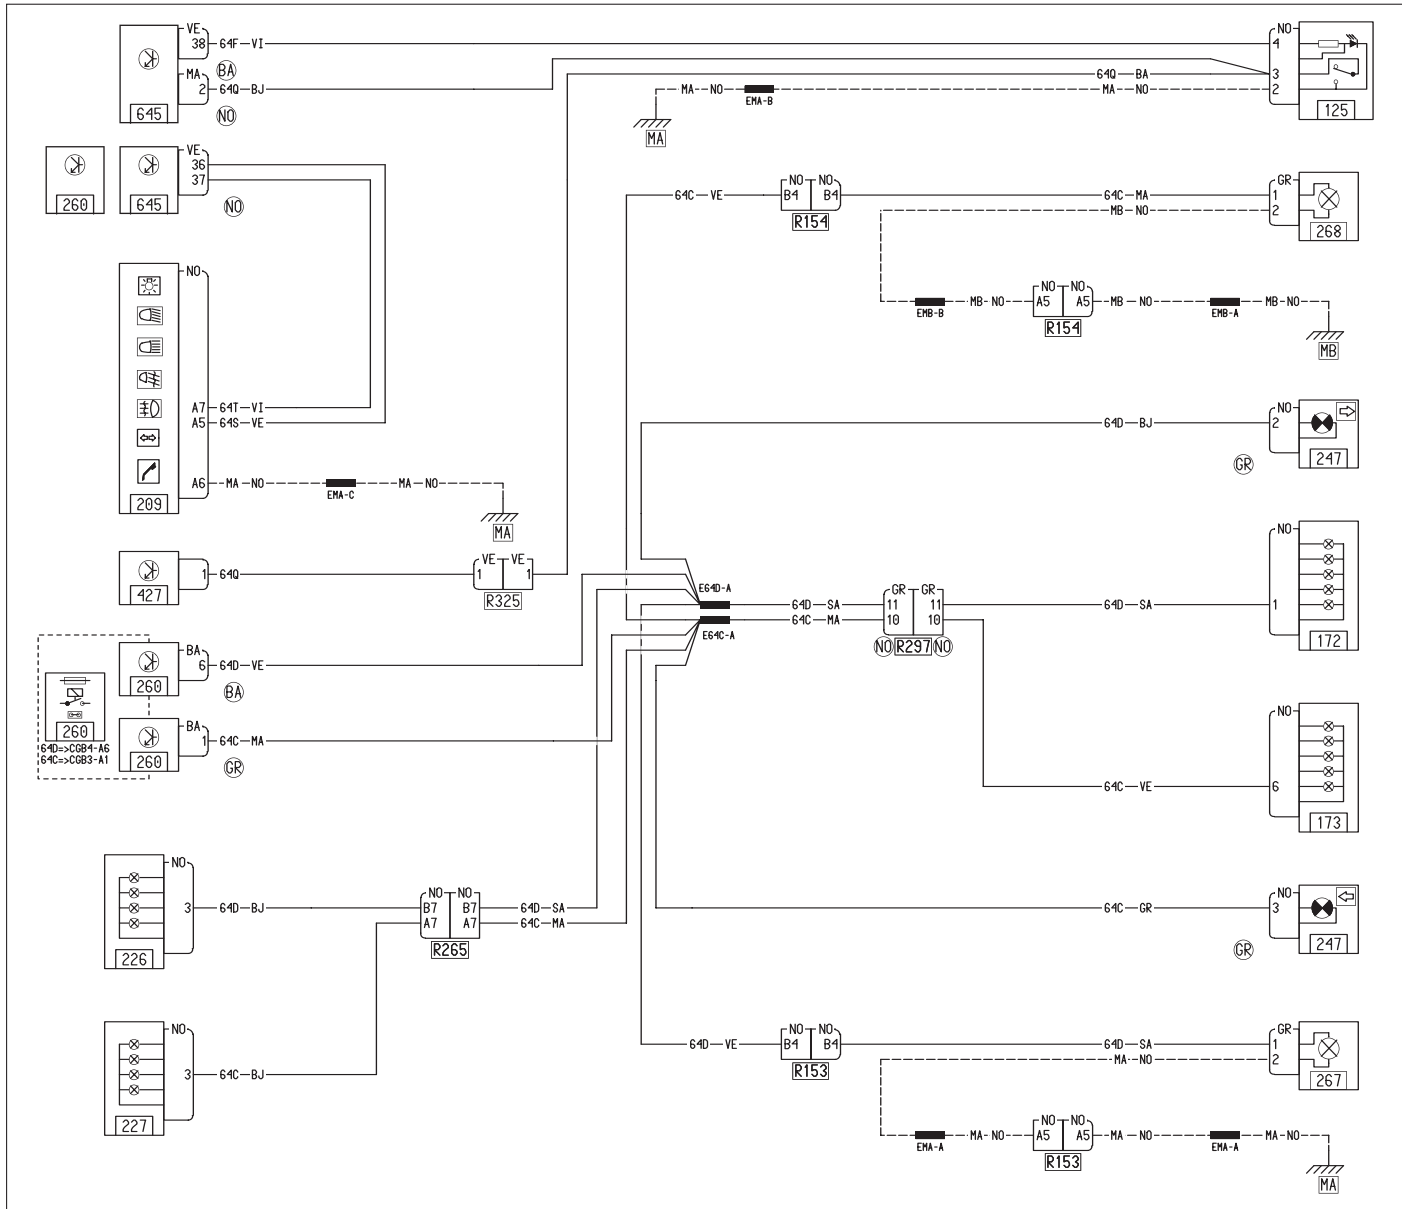 VE
38 64F VI
BA
MA
2 64Q BJ
NO
645
NO
4
3
2
125
64Q BA
MA NO
EMA-B
MA NO
MA
260
645
VE
36
37
NO
64C VE
NO NO
B4 B4
R154
64C MA
MB NO
GR
1
2
268
EMB-B
MB NO
NO NO
A5 A5
R154
MB NO
EMB-A
MB NO
MB
NO
A7 64T VI
A5 64S VE
A6 MA NO
EMA-C
MA NO
MA
209
64D BJ
NO
2
247
GR
427
1 64Q
VE VE
1 1
R325
E64D-A
E64C-A
64D SA
64C MA
GR GR
11 11
10 10
NO R297 NO
64D SA
NO
1
172
BA
6 64D VE
260
BA
260
64D=>CGB4-A6
64C=>CGB3-A1
BA
1 64C MA
260
GR
64C VE
NO
6
173
NO
3 64D BJ
226
NO NO
B7 B7
A7 A7
R265
64D SA
64C MA
64C GR
NO
3
247
GR
NO
3 64C BJ
227
64D VE
NO NO
B4 B4
R153
64D SA
MA NO
GR
1
2
267
EMA-A
MA NO
NO NO
A5 A5
R153
MA NO
EMA-A
MA NO
MA